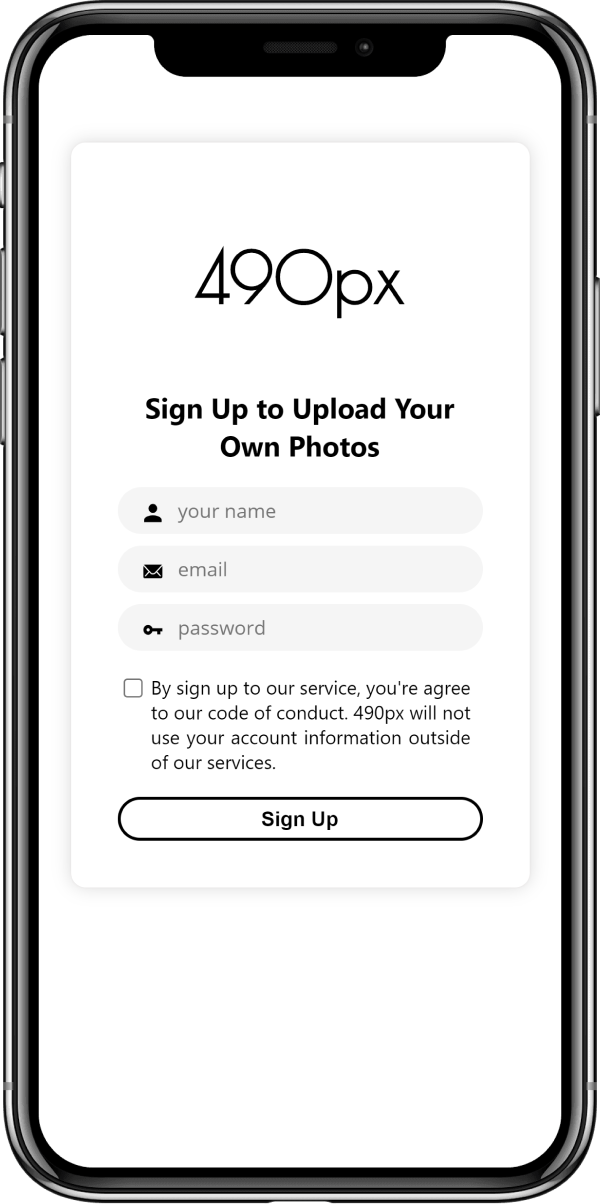 490px
Sign Up to Upload Your
Own Photos
your name
email
password
By sign up to our service, you're agree
to our code of conduct. 490px will not
use your account information outside
of our services.
Sign Up